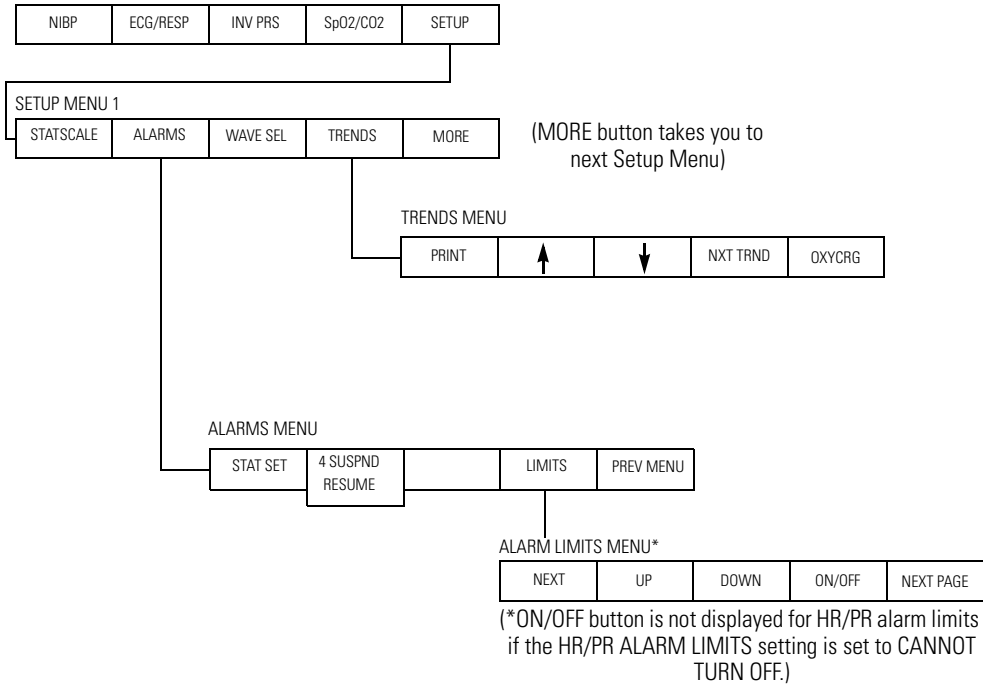 NIBP ECG/RESP INV PRS SpO2/CO2 SETUP
SETUP MENU 1
STATSCALE ALARMS WAVE SEL TRENDS MORE
(MORE button takes you to
next Setup Menu)
TRENDS MENU
PRINT NXT TRND OXYCRG
ALARMS MENU
STAT SET 4 SUSPND LIMITS PREV MENU
RESUME
ALARM LIMITS MENU*
NEXT UP DOWN ON/OFF NEXT PAGE
(*ON/OFF button is not displayed for HR/PR alarm limits
if the HR/PR ALARM LIMITS setting is set to CANNOT
TURN OFF.)